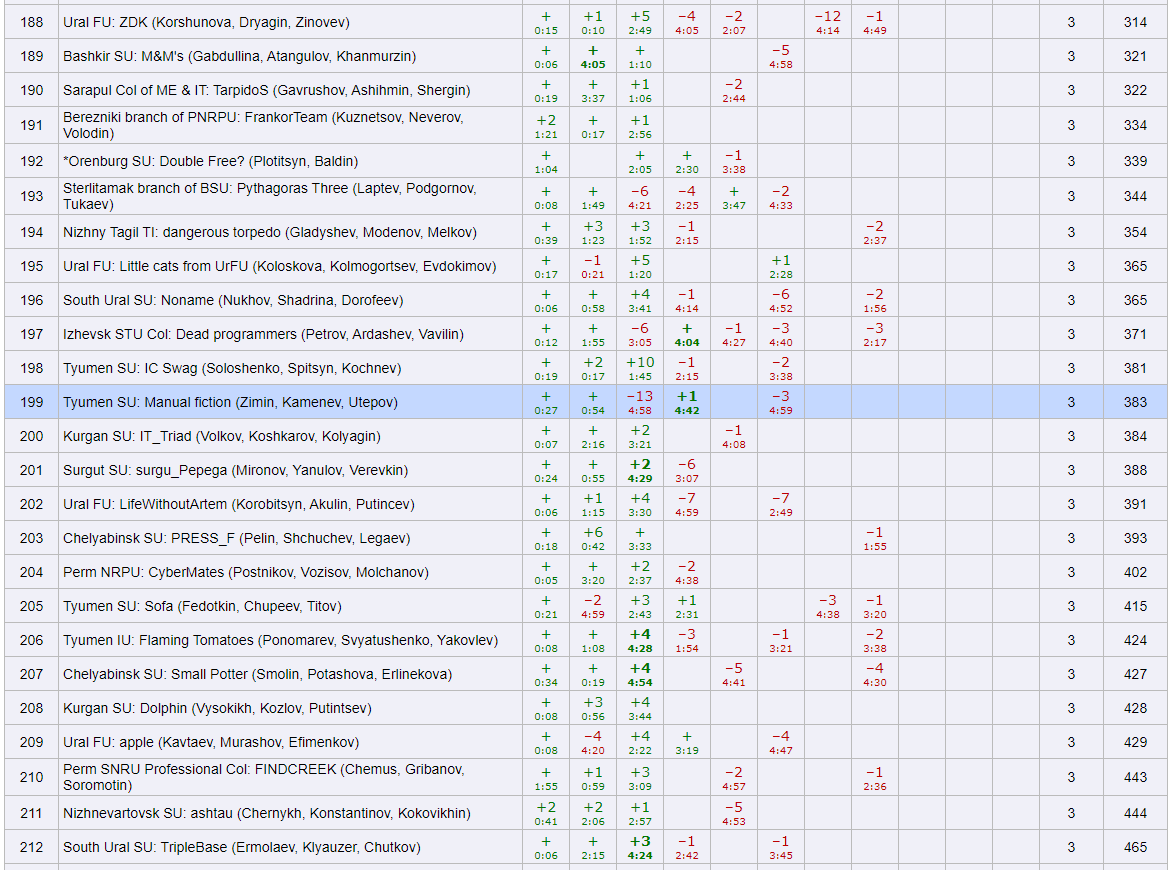 188 Ural FU: ZDK (Korshunova, Dryagin, Zinovev) + +1 +5 −4 −2 −12 −1 3 314
0:15 0:10 2:49 4:05 2:07 4:14 4:49
189 Bashkir SU: M&M's (Gabdullina, Atangulov, Khanmurzin) + + + −5 3 321
0:06 4:05 1:10 4:58
190 Sarapul Col of ME & IT: TarpidoS (Gavrushov, Ashihmin, Shergin) + + +1 −2 3 322
0:19 3:37 1:06 2:44
191 Berezniki branch of PNRPU: FrankorTeam (Kuznetsov, Neverov, +2 + +1 3 334
Volodin) 1:21 0:17 2:56
192 *Orenburg SU: Double Free? (Plotitsyn, Baldin) + + + −1 3 339
1:04 2:05 2:30 3:38
193 Sterlitamak branch of BSU: Pythagoras Three (Laptev, Podgornov, + + −6 −4 + −2 3 344
Tukaev) 0:08 1:49 4:21 2:25 3:47 4:33
194 Nizhny Tagil TI: dangerous torpedo (Gladyshev, Modenov, Melkov) + +3 +3 −1 −2 3 354
0:39 1:23 1:52 2:15 2:37
195 Ural FU: Little cats from UrFU (Koloskova, Kolmogortsev, Evdokimov) + −1 +5 +1 3 365
0:17 0:21 1:20 2:28
196 South Ural SU: Noname (Nukhov, Shadrina, Dorofeev) + + +4 −1 −6 −2 3 365
0:06 0:58 3:41 4:14 4:52 1:56
197 Izhevsk STU Col: Dead programmers (Petrov, Ardashev, Vavilin) + + −6 + −1 −3 −3 3 371
0:12 1:55 3:05 4:04 4:27 4:40 2:17
198 Tyumen SU: IC Swag (Soloshenko, Spitsyn, Kochnev) + +2 +10 −1 −2 3 381
0:19 0:17 1:45 2:15 3:38
199 Tyumen SU: Manual fiction (Zimin, Kamenev, Utepov) + + −13 +1 −3 3 383
0:27 0:54 4:58 4:42 4:59
200 Kurgan SU: IT_Triad (Volkov, Koshkarov, Kolyagin) + + +2 −1 3 384
0:07 2:16 3:21 4:08
201 Surgut SU: surgu_Pepega (Mironov, Yanulov, Verevkin) + + +2 −6 3 388
0:24 0:55 4:29 3:07
202 Ural FU: LifeWithoutArtem (Korobitsyn, Akulin, Putincev) + +1 +4 −7 −7 3 391
0:06 1:15 3:30 4:59 2:49
203 Chelyabinsk SU: PRESS_F (Pelin, Shchuchev, Legaev) + +6 + −1 3 393
0:18 0:42 3:33 1:55
204 Perm NRPU: CyberMates (Postnikov, Vozisov, Molchanov) + + +2 −2 3 402
0:05 3:20 2:37 4:38
205 Tyumen SU: Sofa (Fedotkin, Chupeev, Titov) + −2 +3 +1 −3 −1 3 415
0:21 4:59 2:43 2:31 4:38 3:20
206 Tyumen IU: Flaming Tomatoes (Ponomarev, Svyatushenko, Yakovlev) + + +4 −3 −1 −2 3 424
0:08 1:08 4:28 1:54 3:21 3:38
207 Chelyabinsk SU: Small Potter (Smolin, Potashova, Erlinekova) + + +4 −5 −4 3 427
0:34 0:19 4:54 4:41 4:30
208 Kurgan SU: Dolphin (Vysokikh, Kozlov, Putintsev) + +3 +4 3 428
0:08 0:56 3:44
209 Ural FU: apple (Kavtaev, Murashov, Efimenkov) + −4 +4 + −4 3 429
0:08 4:20 2:22 3:19 4:47
210 Perm SNRU Professional Col: FINDCREEK (Chemus, Gribanov, + +1 +3 −2 −1 3 443
Soromotin) 1:55 0:59 3:09 4:57 2:36
211 Nizhnevartovsk SU: ashtau (Chernykh, Konstantinov, Kokovikhin) +2 +2 +1 −5 3 444
0:41 2:06 2:57 4:53
212 South Ural SU: TripleBase (Ermolaev, Klyauzer, Chutkov) + + +3 −1 −1 3 465
0:06 2:15 4:24 2:42 3:45